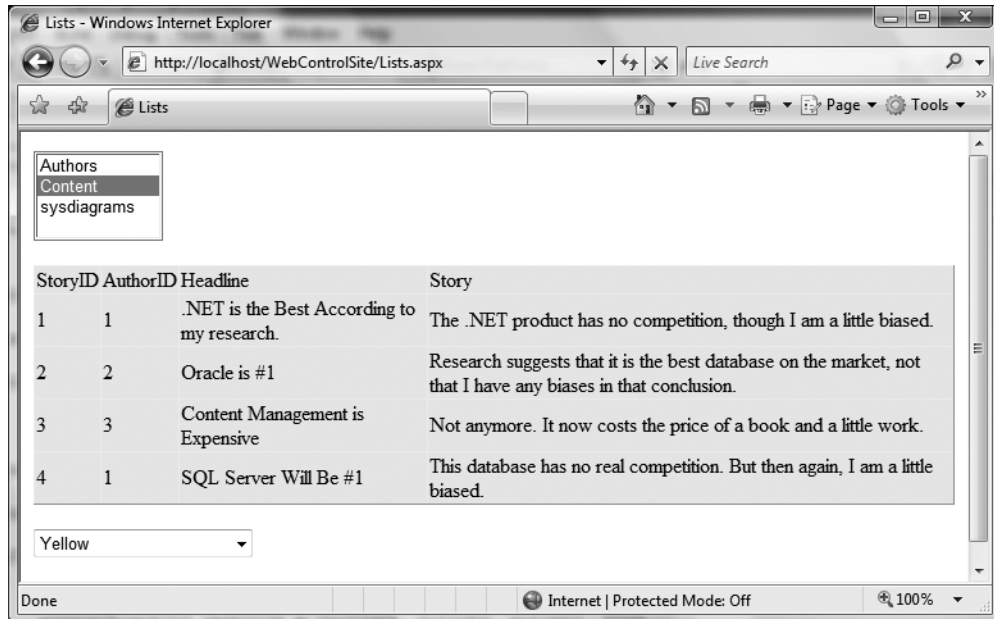 Lists - Windows Internet Explorer
http://localhost/WebControlSite/Lists.aspx
Live Search
Lists
Page
Tools
Authors
Content
sysdiagrams
StoryID AuthorID Headline Story
1 1 .NET is the Best According to my research. The .NET product has no competition, though I am a little biased.
2 2 Oracle is #1 Research suggests that it is the best database on the market, not that I have any biases in that conclusion.
3 3 Content Management is Expensive Not anymore. It now costs the price of a book and a little work.
4 1 SQL Server Will Be #1 This database has no real competition. But then again, I am a little biased.
Yellow
Done
Internet | Protected Mode: Off
100%